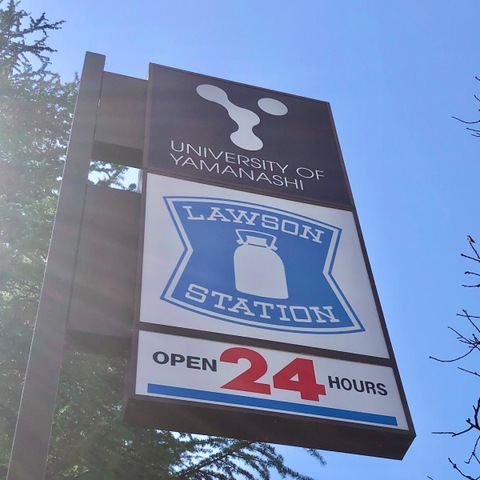 UNIVERSITY OF
YAMANASHI
LAWSON
STATION
OPEN 24 HOURS